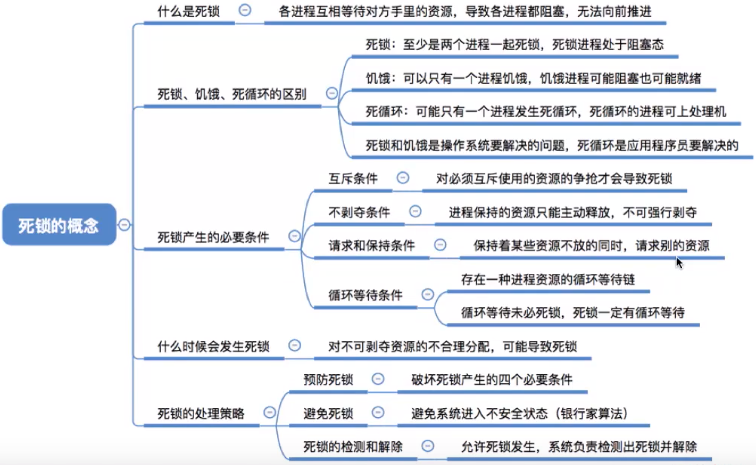 死锁的概念
什么是死锁
各进程互相等待对方手里的资源，导致各进程都阻塞，无法向前推进
死锁、饥饿、死循环的区别
死锁：至少是两个进程一起死锁，死锁进程处于阻塞态
饥饿：可以只有一个进程饥饿，饥饿进程可能阻塞也可能就绪
死循环：可能只有一个进程发生死循环，死循环的进程可上处理机
死锁和饥饿是操作系统要解决的问题，死循环是应用程序员要解决的
死锁产生的必要条件
互斥条件
对必须互斥使用的资源的争抢才会导致死锁
不剥夺条件
进程保持的资源只能主动释放，不可强行剥夺
请求和保持条件
保持着某些资源不放的同时，请求别的资源
循环等待条件
存在一种进程资源的循环等待链
循环等待未必死锁，死锁一定有循环等待
什么时候会发生死锁
对不可剥夺资源的不合理分配，可能导致死锁
死锁的处理策略
预防死锁
破坏死锁产生的四个必要条件
避免死锁
避免系统进入不安全状态（银行家算法）
死锁的检测和解除
允许死锁发生，系统负责检测出死锁并解除